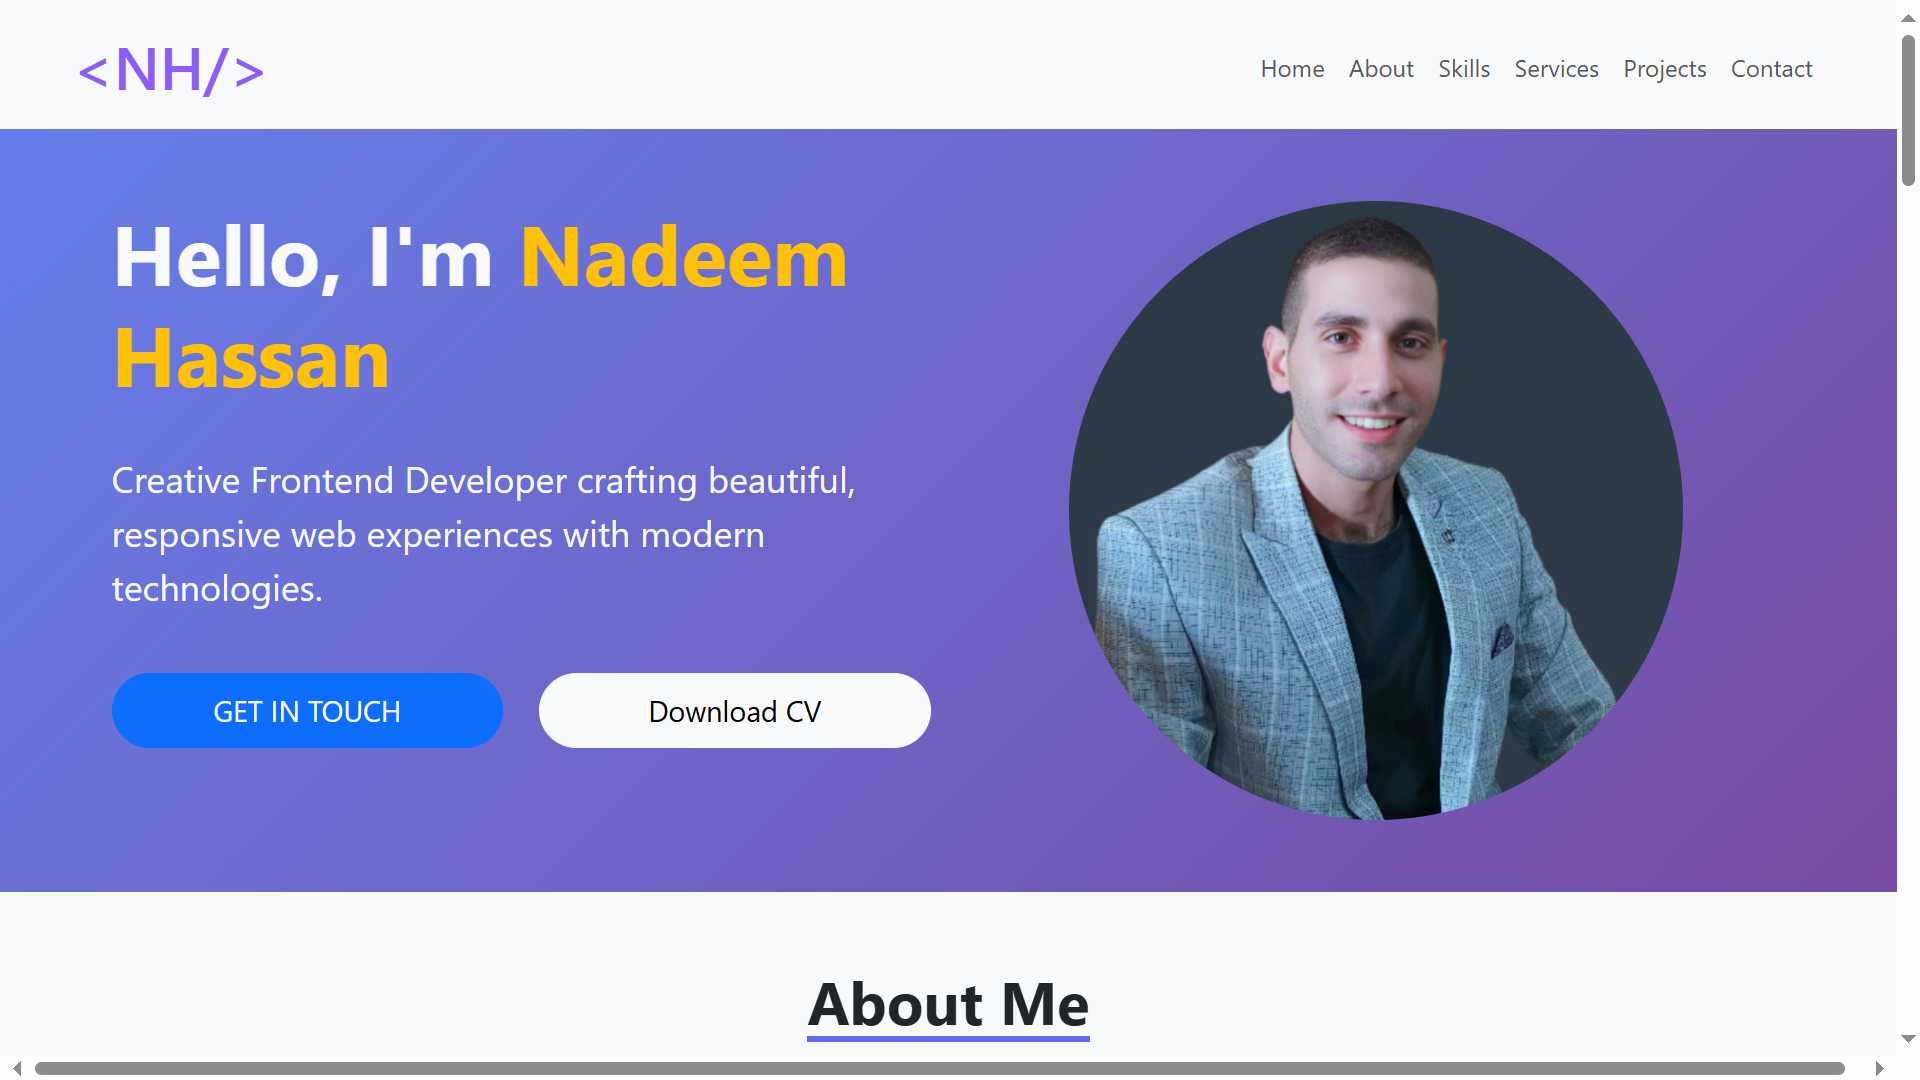 <NH/>
Home About Skills Services Projects Contact
Hello, I'm Nadeem
Hassan
Creative Frontend Developer crafting beautiful,
responsive web experiences with modern
technologies.
GET IN TOUCH
Download CV
About Me